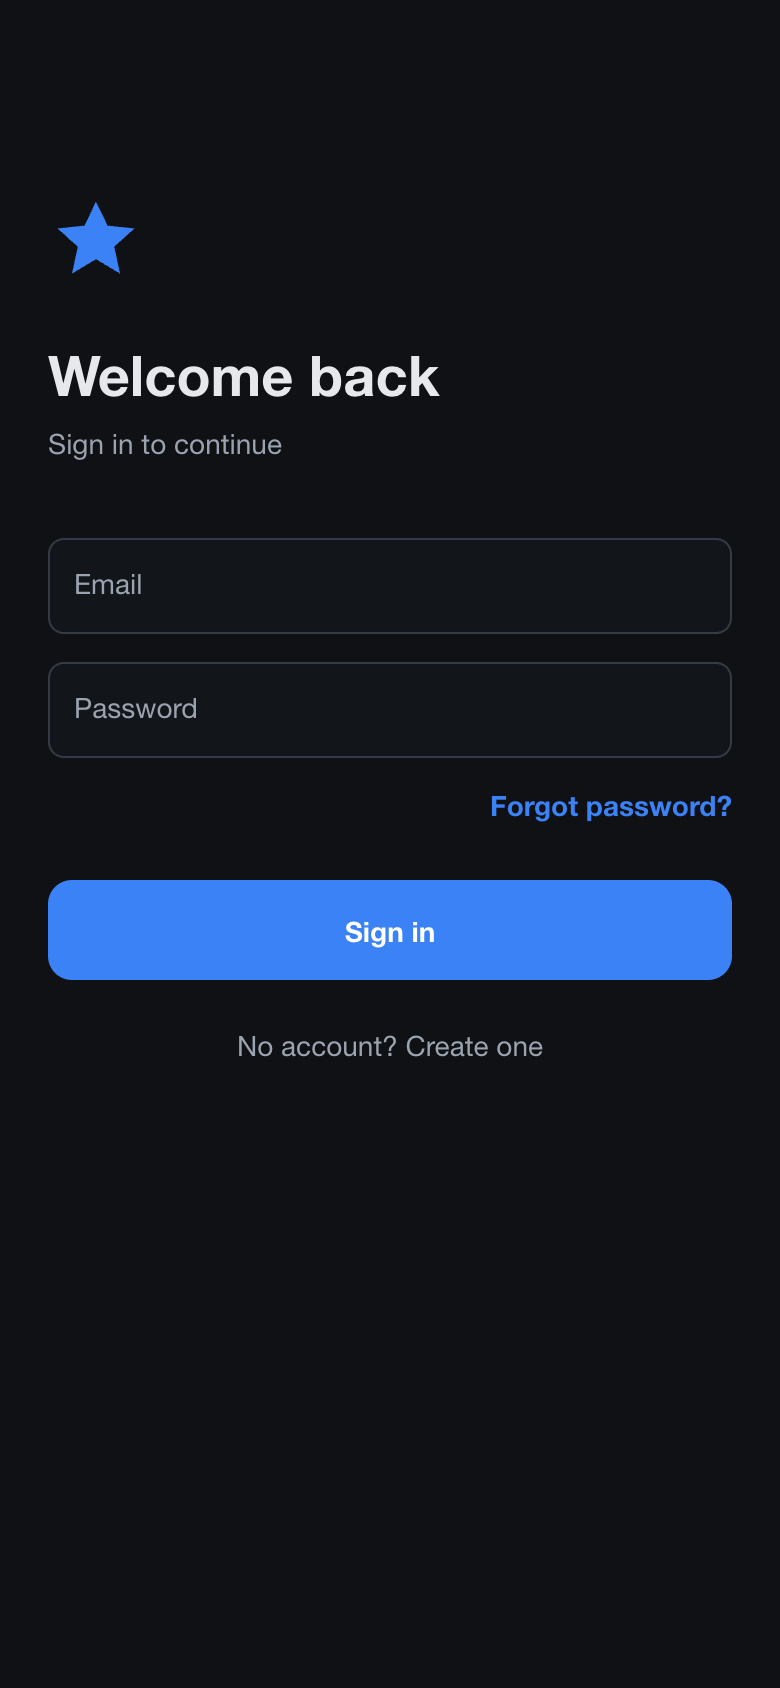 Welcome back
Sign in to continue
Email
Password
Forgot password?
Sign in
No account? Create one